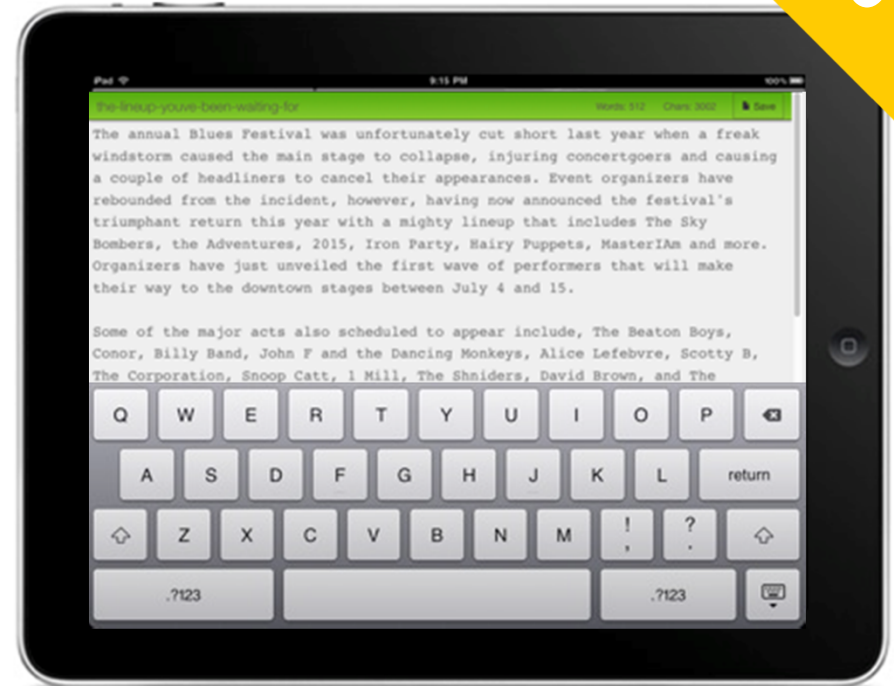 iPad 9:15 PM 100%
the-lineup-youve-been-waiting-for Words: 512 Chars: 3002 Save
The annual Blues Festival was unfortunately cut short last year when a freak
windstorm caused the main stage to collapse, injuring concertgoers and causing
a couple of headliners to cancel their appearances. Event organizers have
rebounded from the incident, however, having now announced the festival's
triumphant return this year with a mighty lineup that includes The Sky
Bombers, the Adventures, 2015, Iron Party, Hairy Puppets, MasterIAm and more.
Organizers have just unveiled the first wave of performers that will make
their way to the downtown stages between July 4 and 15.
Some of the major acts also scheduled to appear include, The Beaton Boys,
Conor, Billy Band, John F and the Dancing Monkeys, Alice Lefebvre, Scotty B,
The Corporation, Snoop Catt, 1 Mill, The Shniders, David Brown, and The
Q W E R T Y U I O P
A S D F G H J K L return
Z X C V B N M ! , ? .
.?123 .?123